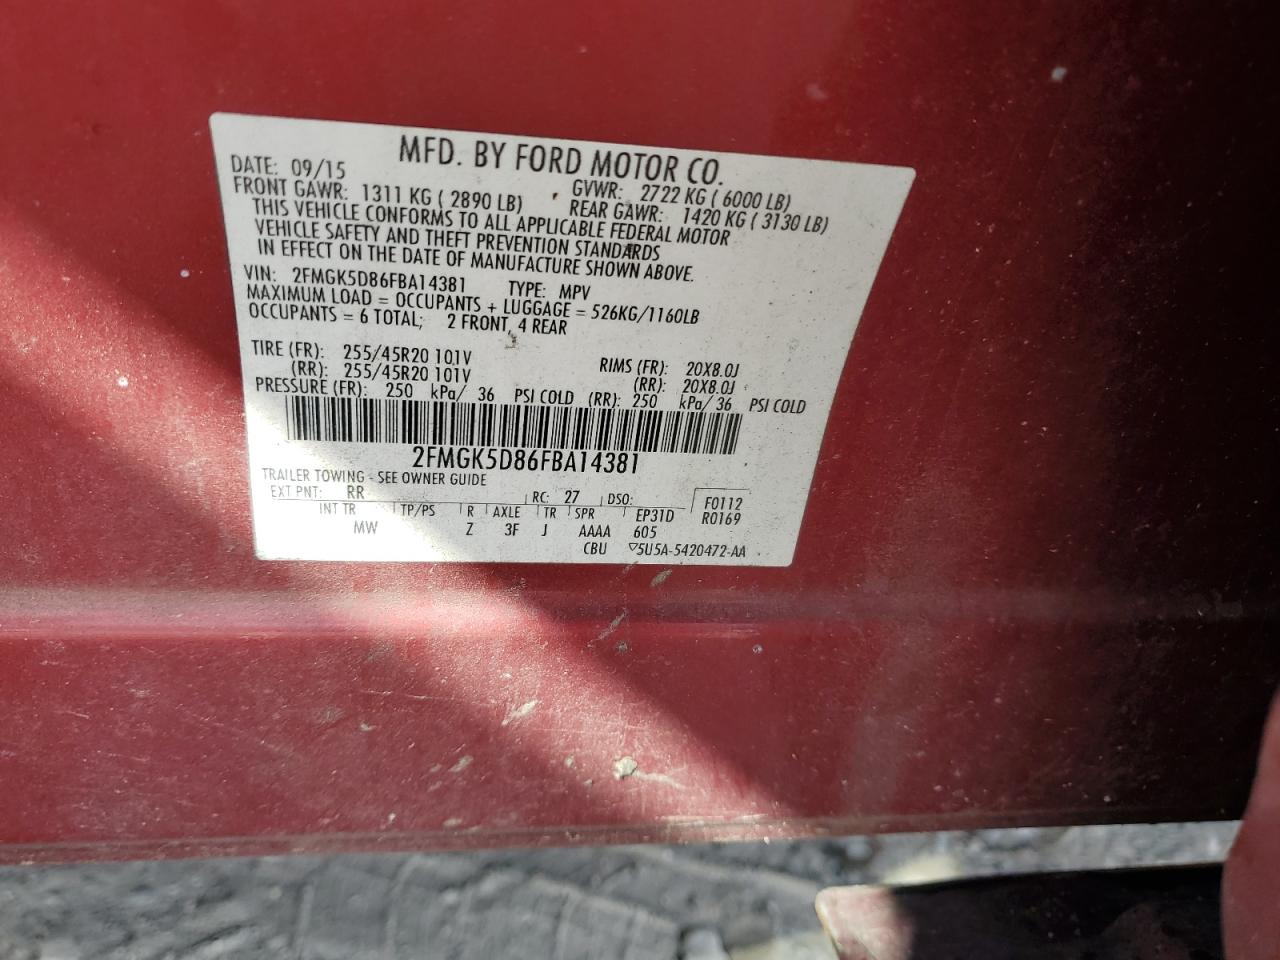 MFD. BY FORD MOTOR CO.
DATE: 09/15 GVWR: 2722 KG ( 6000 LB)
FRONT GAWR: 1311 KG ( 2890 LB) REAR GAWR: 1420 KG ( 3130 LB)
THIS VEHICLE CONFORMS TO ALL APPLICABLE FEDERAL MOTOR
VEHICLE SAFETY AND THEFT PREVENTION STANDARDS
IN EFFECT ON THE DATE OF MANUFACTURE SHOWN ABOVE.
VIN: 2FMGK5D86FBA14381 TYPE: MPV
MAXIMUM LOAD = OCCUPANTS + LUGGAGE = 526KG/1160LB
OCCUPANTS = 6 TOTAL; 2 FRONT, 4 REAR
TIRE (FR): 255/45R20 101V RIMS (FR): 20X8.0J
(RR): 255/45R20 101V (RR): 20X8.0J
PRESSURE (FR): 250 kPa/ 36 PSI COLD (RR): 250 kPa/ 36 PSI COLD
2FMGK5D86FBA14381
TRAILER TOWING - SEE OWNER GUIDE
EXT PNT: RR RC: 27 DSO: F0112
INT TR TP/PS R AXLE TR SPR EP31D R0169
MW Z 3F J AAAA 605
CBU ▽5U5A-5420472-AA